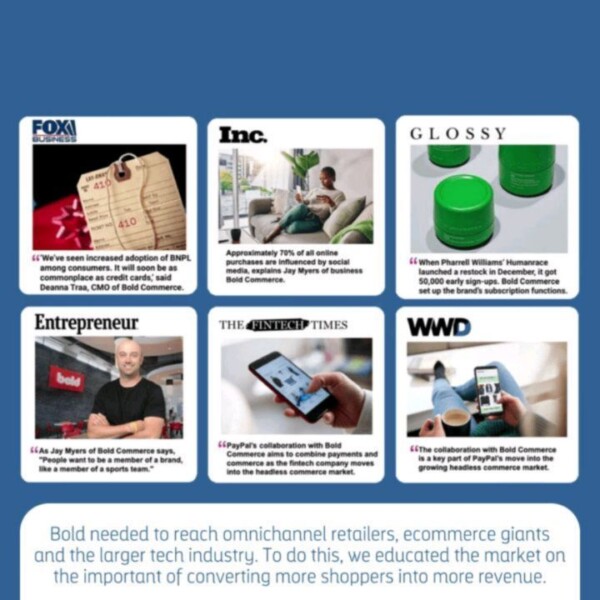 FOX
BUSINESS
410
410
“We've seen increased adoption of BNPL
among consumers. It will soon be as
commonplace as credit cards,' said
Deanna Traa, CMO of Bold Commerce.
Inc.
Approximately 70% of all online
purchases are influenced by social
media, explains Jay Myers of business
Bold Commerce.
GLOSSY
“When Pharrell Williams' Humanrace
launched a restock in December, it got
50,000 early sign-ups. Bold Commerce
set up the brand's subscription functions.
Entrepreneur
bold
“As Jay Myers of Bold Commerce says,
"People want to be a member of a brand,
like a member of a sports team."
THE FINTECH TIMES
“PayPal's collaboration with Bold
Commerce aims to combine payments and
commerce as the fintech company moves
into the headless commerce market.
WWD
“The collaboration with Bold Commerce
is a key part of PayPal's move into the
growing headless commerce market.
Bold needed to reach omnichannel retailers, ecommerce giants
and the larger tech industry. To do this, we educated the market on
the important of converting more shoppers into more revenue.